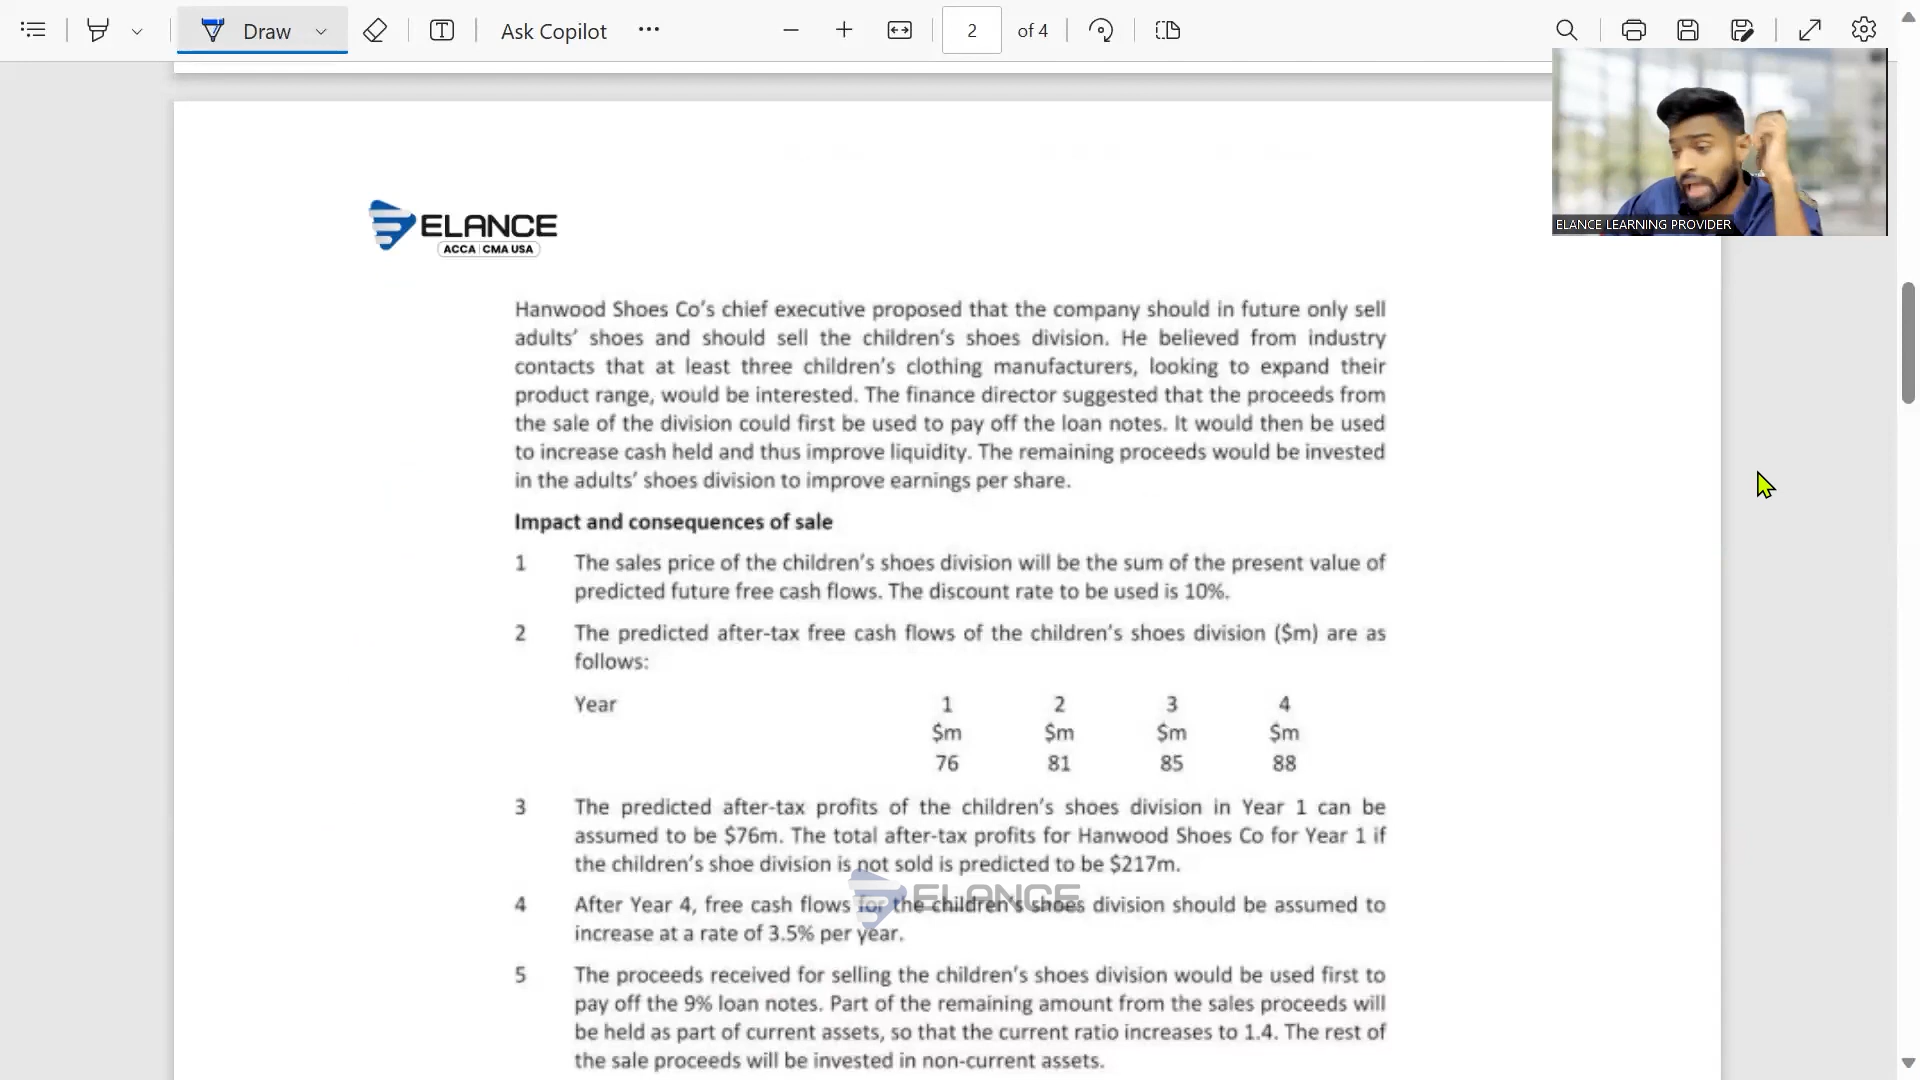 Draw
Ask Copilot
2 of 4
ELANCE LEARNING PROVIDER
ELANCE
ACCA | CMA USA
Hanwood Shoes Co's chief executive proposed that the company should in future only sell
adults' shoes and should sell the children's shoes division. He believed from industry
contacts that at least three children's clothing manufacturers, looking to expand their
product range, would be interested. The finance director suggested that the proceeds from
the sale of the division could first be used to pay off the loan notes. It would then be used
to increase cash held and thus improve liquidity. The remaining proceeds would be invested
in the adults' shoes division to improve earnings per share.
Impact and consequences of sale
1 The sales price of the children's shoes division will be the sum of the present value of
predicted future free cash flows. The discount rate to be used is 10%.
2 The predicted after-tax free cash flows of the children's shoes division ($m) are as
follows:
Year 1 2 3 4
$m $m $m $m
76 81 85 88
3 The predicted after-tax profits of the children's shoes division in Year 1 can be
assumed to be $76m. The total after-tax profits for Hanwood Shoes Co for Year 1 if
the children's shoe division is not sold is predicted to be $217m.
ELANCE
4 After Year 4, free cash flows for the children's shoes division should be assumed to
increase at a rate of 3.5% per year.
5 The proceeds received for selling the children's shoes division would be used first to
pay off the 9% loan notes. Part of the remaining amount from the sales proceeds will
be held as part of current assets, so that the current ratio increases to 1.4. The rest of
the sale proceeds will be invested in non-current assets.